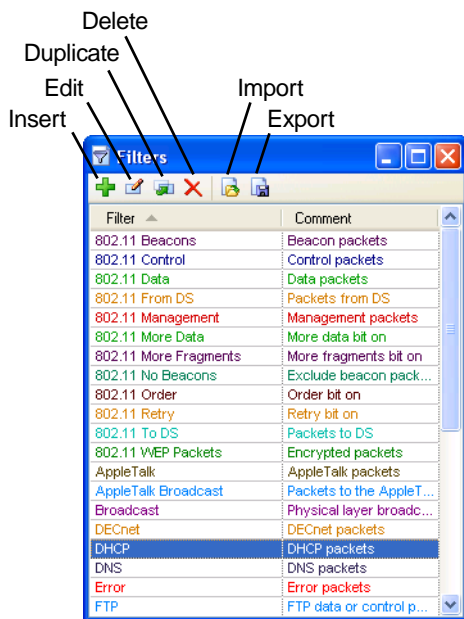 Delete
Duplicate
Edit
Import
Insert
Export
Filters
Filter Comment
802.11 Beacons Beacon packets
802.11 Control Control packets
802.11 Data Data packets
802.11 From DS Packets from DS
802.11 Management Management packets
802.11 More Data More data bit on
802.11 More Fragments More fragments bit on
802.11 No Beacons Exclude beacon pack...
802.11 Order Order bit on
802.11 Retry Retry bit on
802.11 To DS Packets to DS
802.11 WEP Packets Encrypted packets
AppleTalk AppleTalk packets
AppleTalk Broadcast Packets to the AppleT...
Broadcast Physical layer broadc...
DECnet DECnet packets
DHCP DHCP packets
DNS DNS packets
Error Error packets
FTP FTP data or control p...